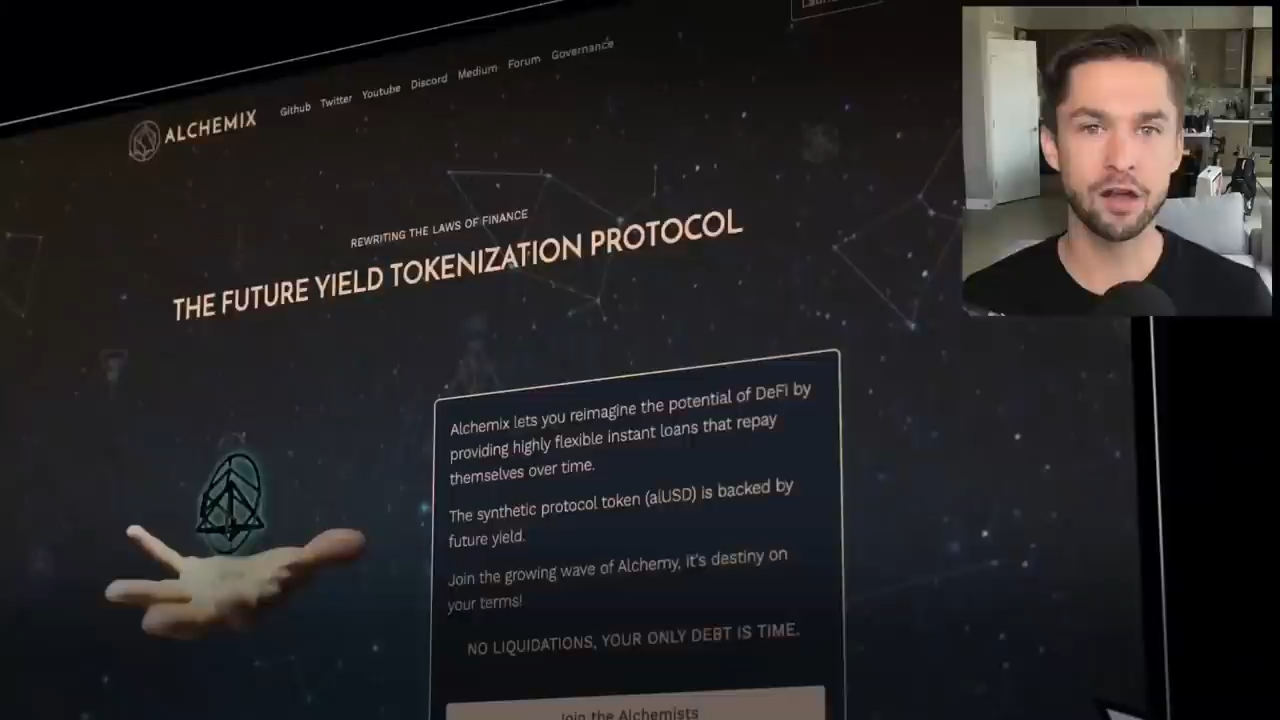 ALCHEMIX
Github Twitter Youtube Discord Medium Forum Governance
REWRITING THE LAWS OF FINANCE
THE FUTURE YIELD TOKENIZATION PROTOCOL
Alchemix lets you reimagine the potential of DeFi by
providing highly flexible instant loans that repay
themselves over time.
The synthetic protocol token (alUSD) is backed by
future yield.
Join the growing wave of Alchemy, it's destiny on
your terms!
NO LIQUIDATIONS, YOUR ONLY DEBT IS TIME.
Join the Alchemists